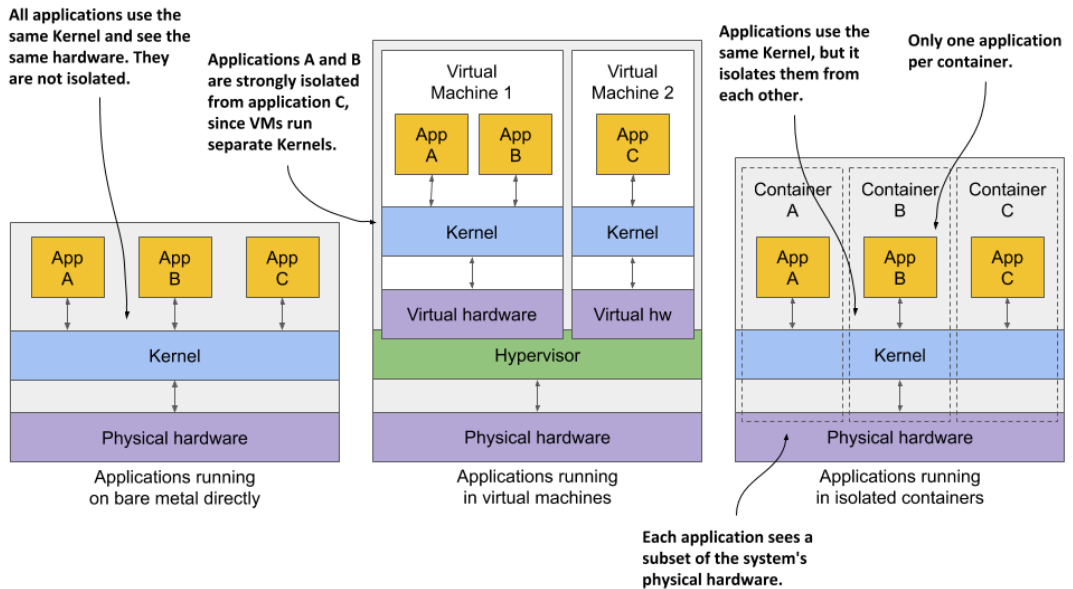 All applications use the
same Kernel and see the
same hardware. They
are not isolated.
App
A
App
B
App
C
Kernel
Physical hardware
Applications running
on bare metal directly
Applications A and B
are strongly isolated
from application C,
since VMs run
separate Kernels.
Virtual
Machine 1
App
A
App
B
Kernel
Virtual hardware
Virtual
Machine 2
App
C
Kernel
Virtual hw
Hypervisor
Physical hardware
Applications running
in virtual machines
Applications use the
same Kernel, but it
isolates them from
each other.
Only one application
per container.
Container
A
Container
B
Container
C
App
A
App
B
App
C
Kernel
Physical hardware
Applications running
in isolated containers
Each application sees a
subset of the system's
physical hardware.